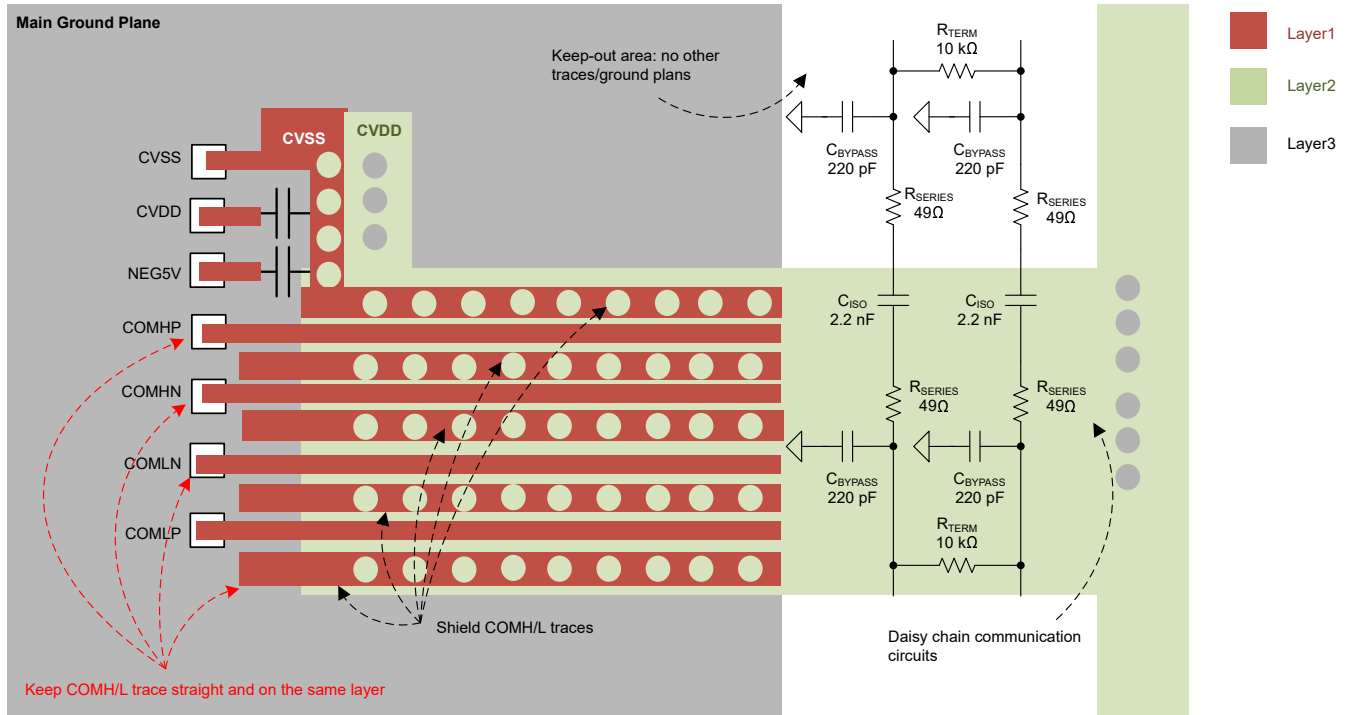 Main Ground Plane
Layer1
Layer2
Layer3
Keep-out area: no other
traces/ground plans
RTERM
10 kΩ
CBYPASS
220 pF
CBYPASS
220 pF
RSERIES
49Ω
RSERIES
49Ω
CISO
2.2 nF
CISO
2.2 nF
RSERIES
49Ω
RSERIES
49Ω
CBYPASS
220 pF
CBYPASS
220 pF
RTERM
10 kΩ
CVSS
CVDD
CVSS
CVDD
NEG5V
COMHP
COMHN
COMLN
COMLP
Shield COMH/L traces
Daisy chain communication
circuits
Keep COMH/L trace straight and on the same layer